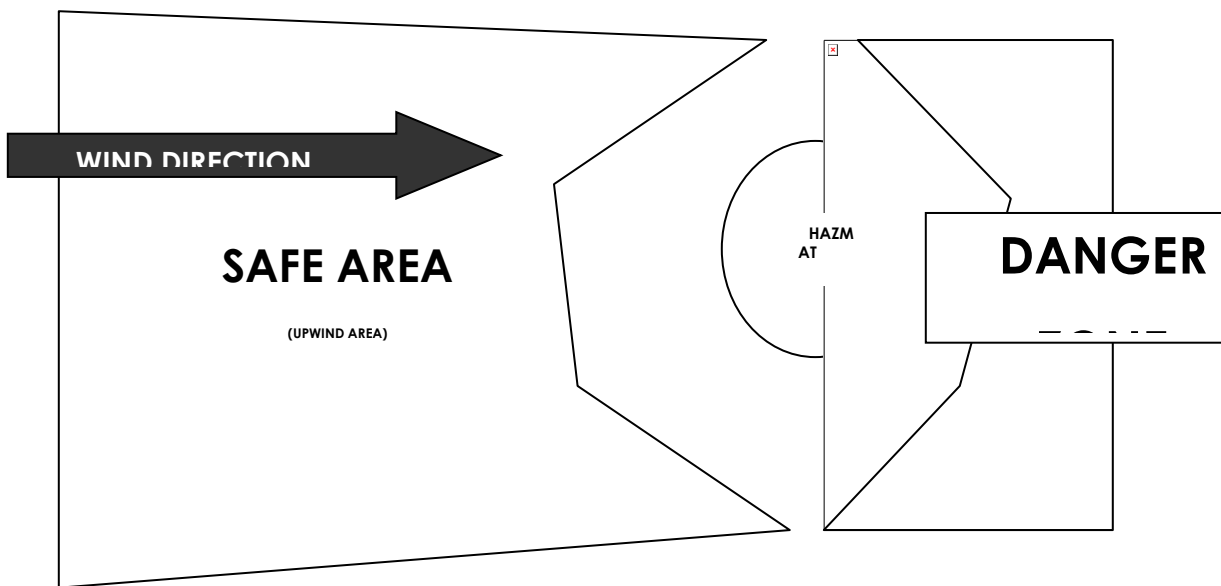 WIND DIRECTION
SAFE AREA
(UPWIND AREA)
HAZM
AT
DANGER